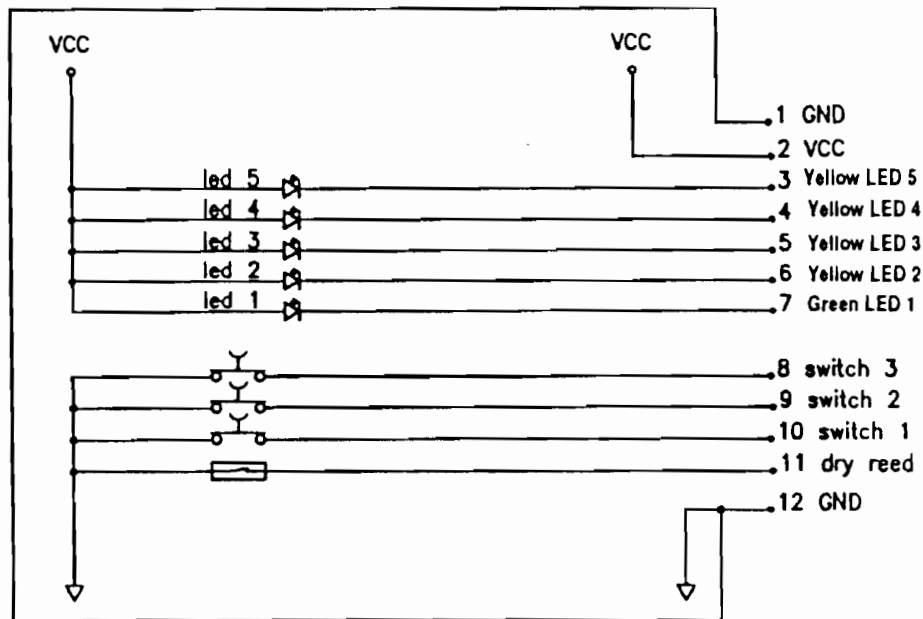 VCC
VCC
1 GND
2 VCC
led 5
3 Yellow LED 5
led 4
4 Yellow LED 4
led 3
5 Yellow LED 3
led 2
6 Yellow LED 2
led 1
7 Green LED 1
8 switch 3
9 switch 2
10 switch 1
11 dry reed
12 GND